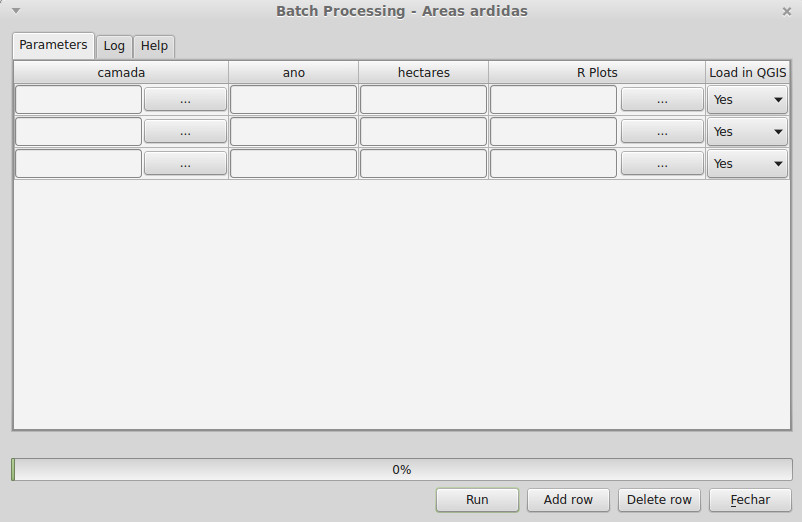 Batch Processing - Areas ardidas
Parameters Log Help
camada ano hectares R Plots Load in QGIS
... ... Yes
... ... Yes
... ... Yes
0%
Run Add row Delete row Fechar